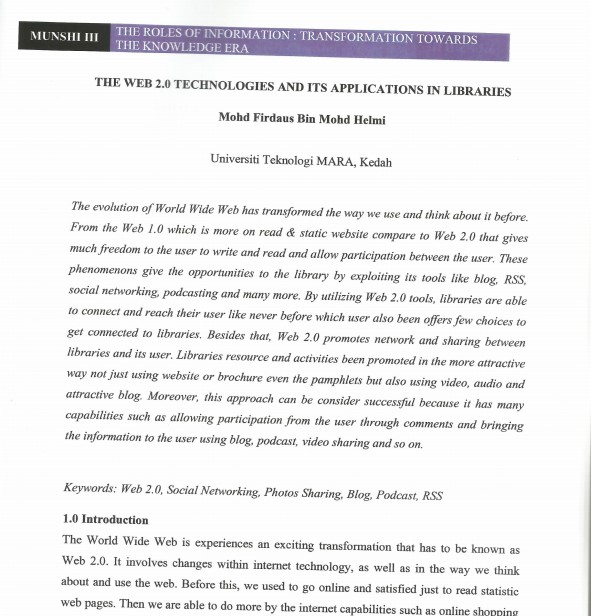 MUNSHI III
THE ROLES OF INFORMATION : TRANSFORMATION TOWARDS
THE KNOWLEDGE ERA
THE WEB 2.0 TECHNOLOGIES AND ITS APPLICATIONS IN LIBRARIES
Mohd Firdaus Bin Mohd Helmi
Universiti Teknologi MARA, Kedah
The evolution of World Wide Web has transformed the way we use and think about it before.
From the Web 1.0 which is more on read & static website compare to Web 2.0 that gives
much freedom to the user to write and read and allow participation between the user. These
phenomenons give the opportunities to the library by exploiting its tools like blog, RSS,
social networking, podcasting and many more. By utilizing Web 2.0 tools, libraries are able
to connect and reach their user like never before which user also been offers few choices to
get connected to libraries. Besides that, Web 2.0 promotes network and sharing between
libraries and its user. Libraries resource and activities been promoted in the more attractive
way not just using website or brochure even the pamphlets but also using video, audio and
attractive blog. Moreover, this approach can be consider successful because it has many
capabilities such as allowing participation from the user through comments and bringing
the information to the user using blog, podcast, video sharing and so on.
Keywords: Web 2.0, Social Networking, Photos Sharing, Blog, Podcast, RSS
1.0 Introduction
The World Wide Web is experiences an exciting transformation that has to be known as
Web 2.0. It involves changes within internet technology, as well as in the way we think
about and use the web. Before this, we used to go online and satisfied just to read statistic
web pages. Then we are able to do more by the internet capabilities such as online shopping